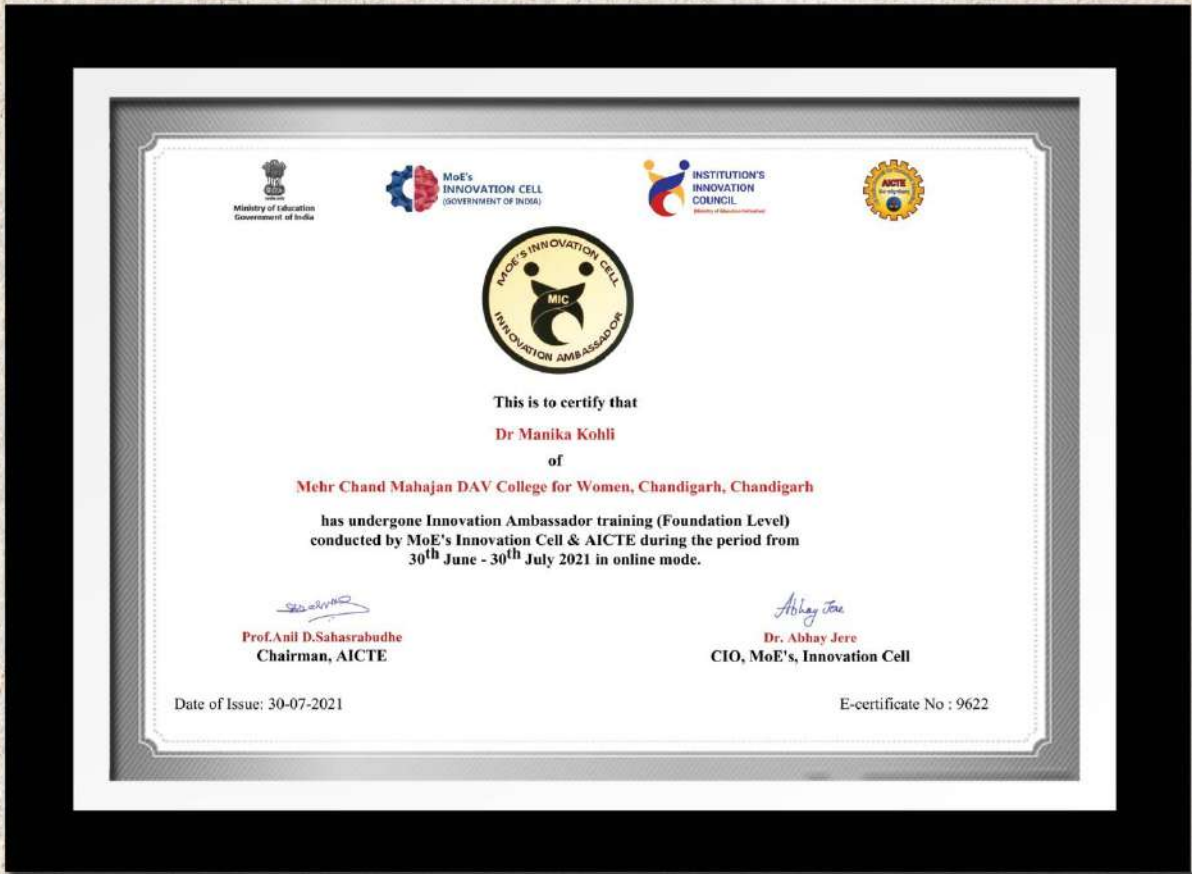 Ministry of Education
Government of India
MoE's
INNOVATION CELL
(GOVERNMENT OF INDIA)
INSTITUTION'S
INNOVATION
COUNCIL
(Ministry of Education Initiative)
AICTE
MOE'S INNOVATION CELL
MIC
INNOVATION AMBASSADOR
This is to certify that
Dr Manika Kohli
of
Mehr Chand Mahajan DAV College for Women, Chandigarh, Chandigarh
has undergone Innovation Ambassador training (Foundation Level)
conducted by MoE's Innovation Cell & AICTE during the period from
30th June - 30th July 2021 in online mode.
Abhay Jere
Prof.Anil D.Sahasrabudhe
Dr. Abhay Jere
Chairman, AICTE
CIO, MoE's, Innovation Cell
Date of Issue: 30-07-2021
E-certificate No : 9622